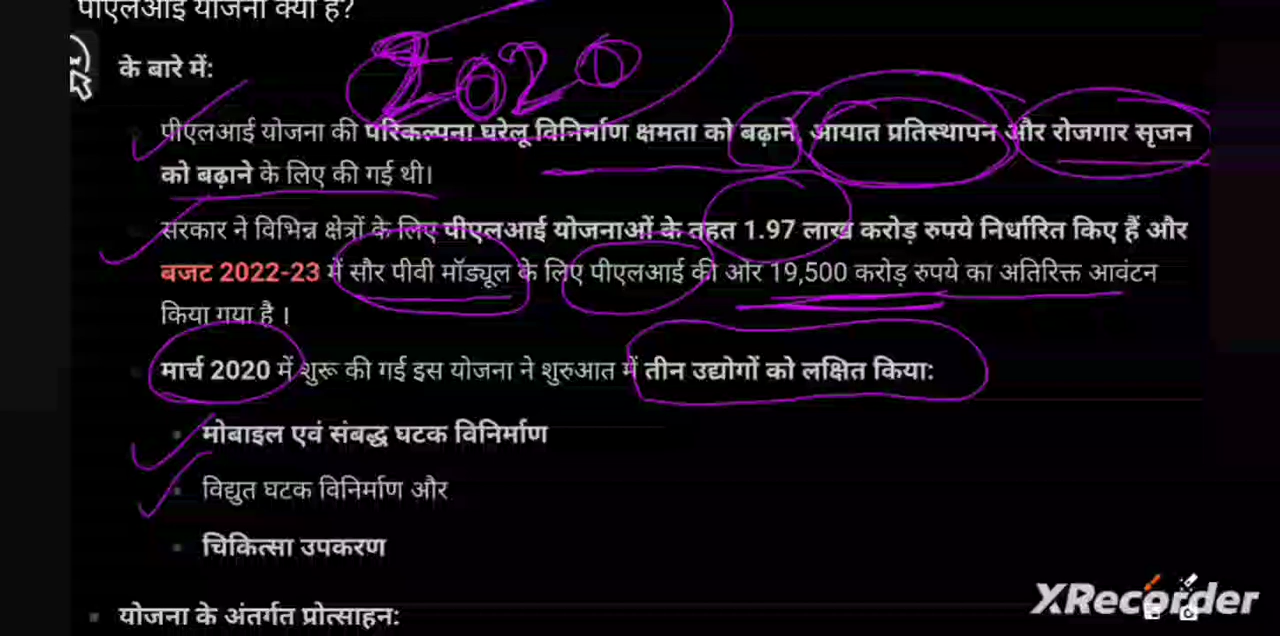 पीएलआई योजना क्या है?
2020
के बारे में:
पीएलआई योजना की परिकल्पना घरेलू विनिर्माण क्षमता को बढ़ाने, आयात प्रतिस्थापन और रोजगार सृजन
को बढ़ाने के लिए की गई थी।
सरकार ने विभिन्न क्षेत्रों के लिए पीएलआई योजनाओं के तहत 1.97 लाख करोड़ रुपये निर्धारित किए हैं और
बजट 2022-23 में सौर पीवी मॉड्यूल के लिए पीएलआई की ओर 19,500 करोड़ रुपये का अतिरिक्त आवंटन
किया गया है ।
मार्च 2020 में शुरू की गई इस योजना ने शुरुआत में तीन उद्योगों को लक्षित किया:
मोबाइल एवं संबद्ध घटक विनिर्माण
विद्युत घटक विनिर्माण और
चिकित्सा उपकरण
योजना के अंतर्गत प्रोत्साहन:
XRecorder